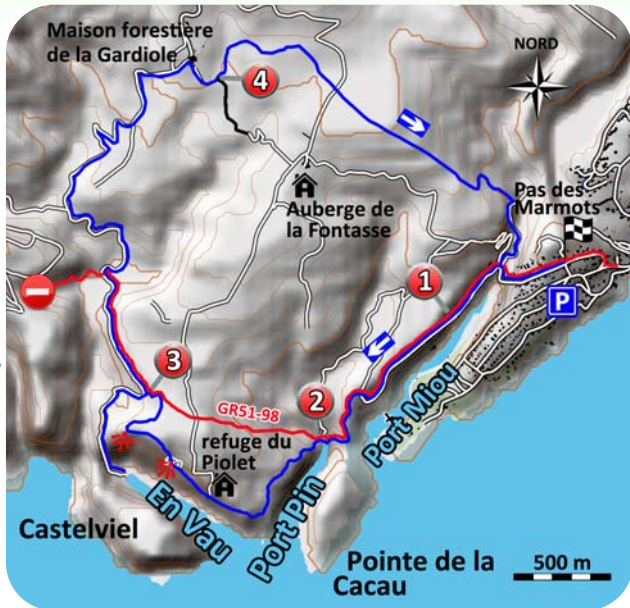 Maison forestière
de la Gardiole
NORD
4
Auberge de
la Fontasse
Pas des
Marmots
P
1
3
2
GR51-98
refuge du
Piolet
Port Miou
En Vau
Port Pin
Castelviel
Pointe de la
Cacau
500 m